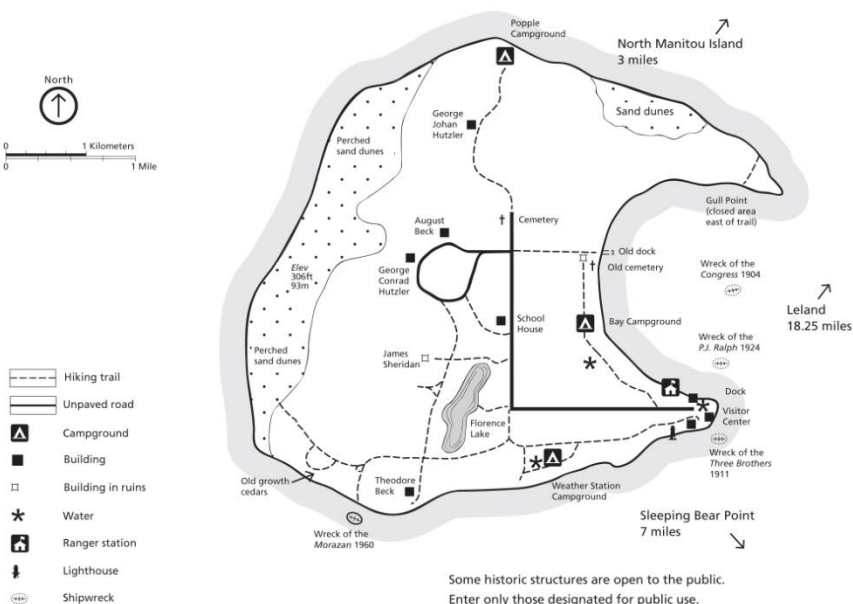 Popple
Campground
North Manitou Island
3 miles
North
0 1 Kilometers
0 1 Mile
Perched
sand dunes
George
Johan
Hutzler
Sand dunes
Gull Point
(closed area
east of trail)
Cemetery
August
Beck
Old dock
Old cemetery
George
Conrad
Hutzler
Elev
306ft
93m
Wreck of the
Congress 1904
Leland
18.25 miles
School
House
Bay Campground
Wreck of the
P.J. Ralph 1924
Perched
sand dunes
James
Sheridan
Dock
Visitor
Center
Florence
Lake
Wreck of the
Three Brothers
1911
Old growth
cedars
Theodore
Beck
Weather Station
Campground
Wreck of the
Morazan 1960
Sleeping Bear Point
7 miles
Hiking trail
Unpaved road
Campground
Building
Building in ruins
Water
Ranger station
Lighthouse
Shipwreck
Some historic structures are open to the public.
Enter only those designated for public use.